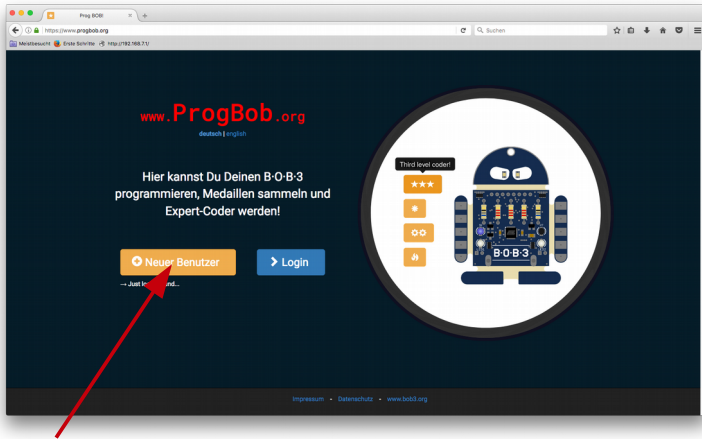 Prog BOB!
https://www.progbob.org
Suchen
Meistbesucht Erste Schritte http://192.168.7.1/
www.ProgBob.org
deutsch | english
Hier kannst Du Deinen B·O·B·3
programmieren, Medaillen sammeln und
Expert-Coder werden!
Neuer Benutzer
Login
Third level coder!
B·O·B·3
Impressum - Datenschutz - www.bob3.org